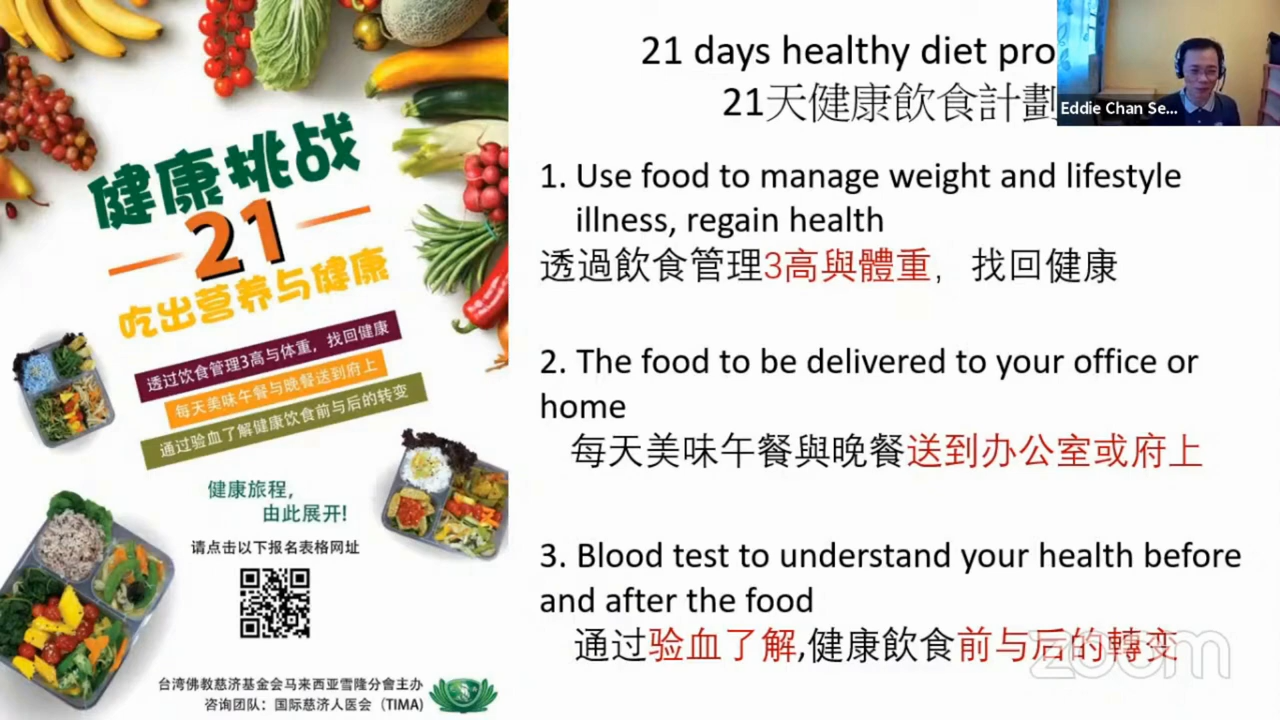 健康挑战
21
吃出营养与健康
透过饮食管理3高与体重，找回健康
每天美味午餐与晚餐送到府上
通过验血了解健康饮食前与后的转变
健康旅程，
由此展开!
请点击以下报名表格网址
台湾佛教慈济基金会马来西亚雪隆分會主办
咨询团队：国际慈济人医会（TIMA)
21 days healthy diet pro
21天健康飲食計劃
Eddie Chan Se...
1. Use food to manage weight and lifestyle
illness, regain health
透過飲食管理3高與體重，找回健康
2. The food to be delivered to your office or
home
每天美味午餐與晚餐送到办公室或府上
3. Blood test to understand your health before
and after the food
通过验血了解,健康飲食前与后的轉变
zoom